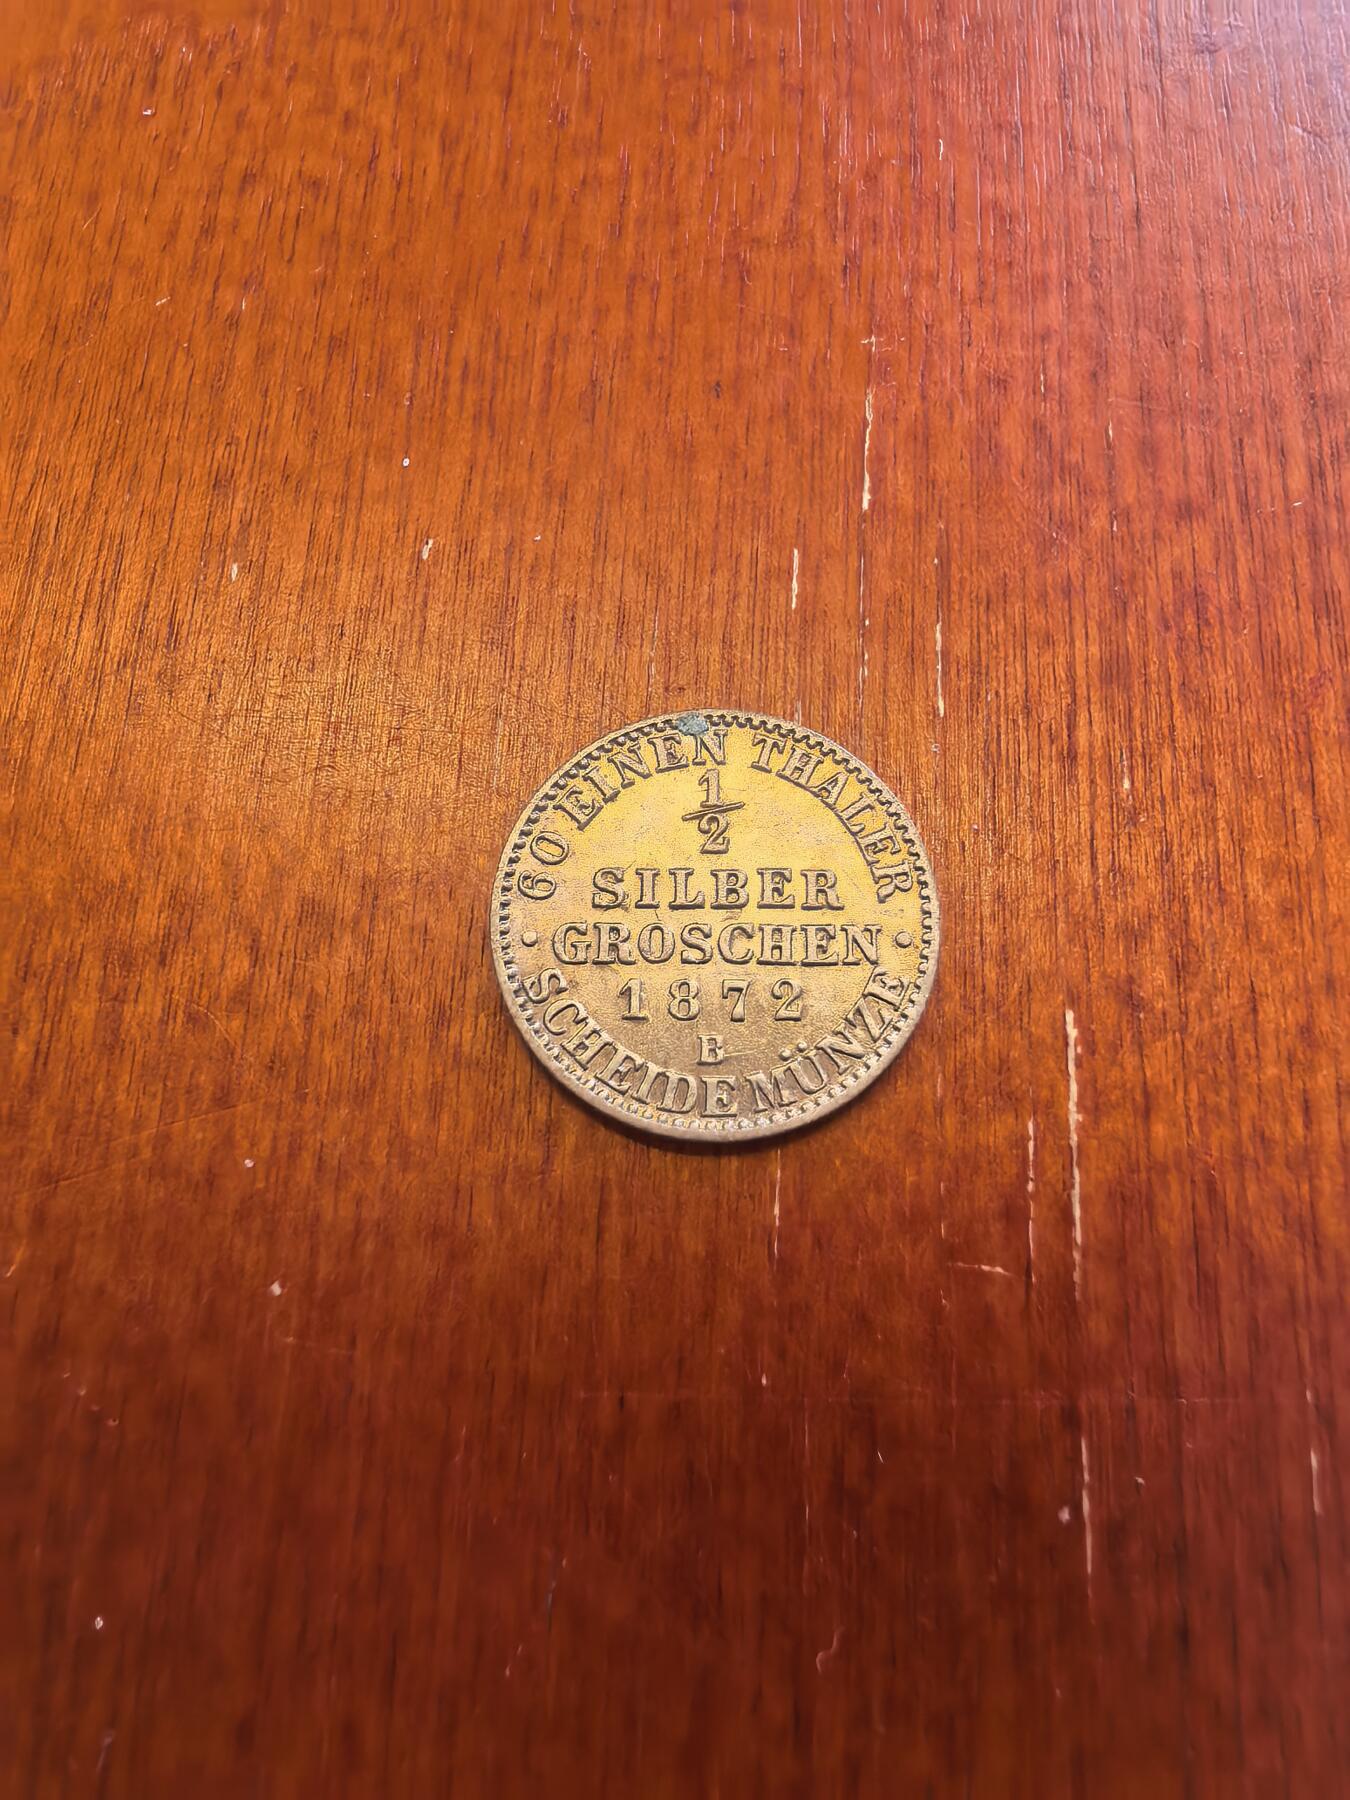 60 EINEN THALER
1/2
SILBER
GROSCHEN
1872
B
SCHEIDEMÜNZE